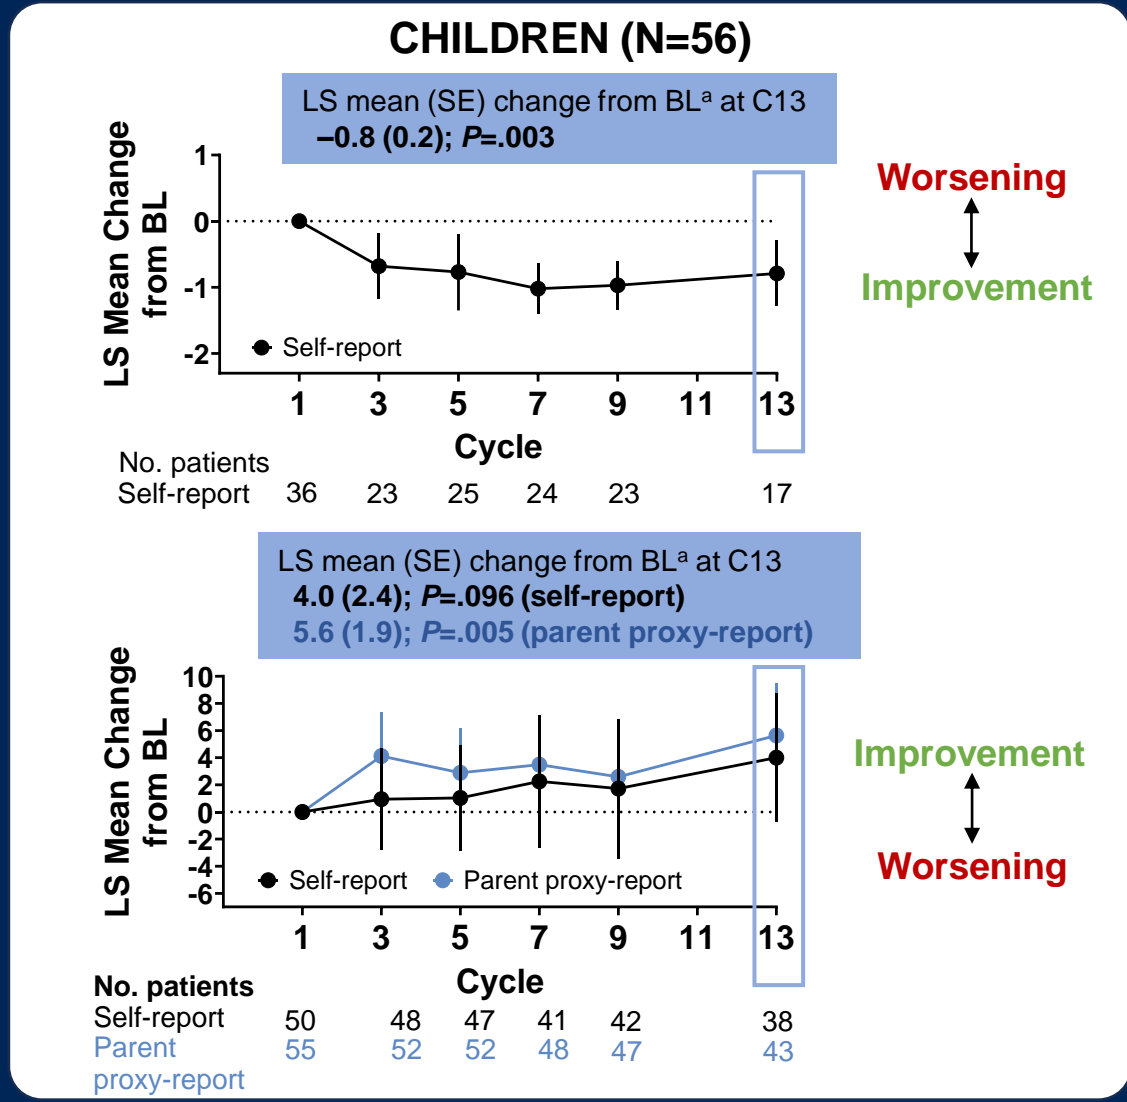 CHILDREN (N=56)
LS mean (SE) change from BLᵃ at C13
–0.8 (0.2); P=.003
LS Mean Change
from BL
1
0
-1
-2
Self-report
1 3 5 7 9 11 13
Cycle
Worsening
Improvement
No. patients
Self-report 36 23 25 24 23 17
LS mean (SE) change from BLᵃ at C13
4.0 (2.4); P=.096 (self-report)
5.6 (1.9); P=.005 (parent proxy-report)
LS Mean Change
from BL
10
8
6
4
2
0
-2
-4
-6
Self-report Parent proxy-report
1 3 5 7 9 11 13
Cycle
Improvement
Worsening
No. patients
Self-report 50 48 47 41 42 38
Parent 55 52 52 48 47 43
proxy-report